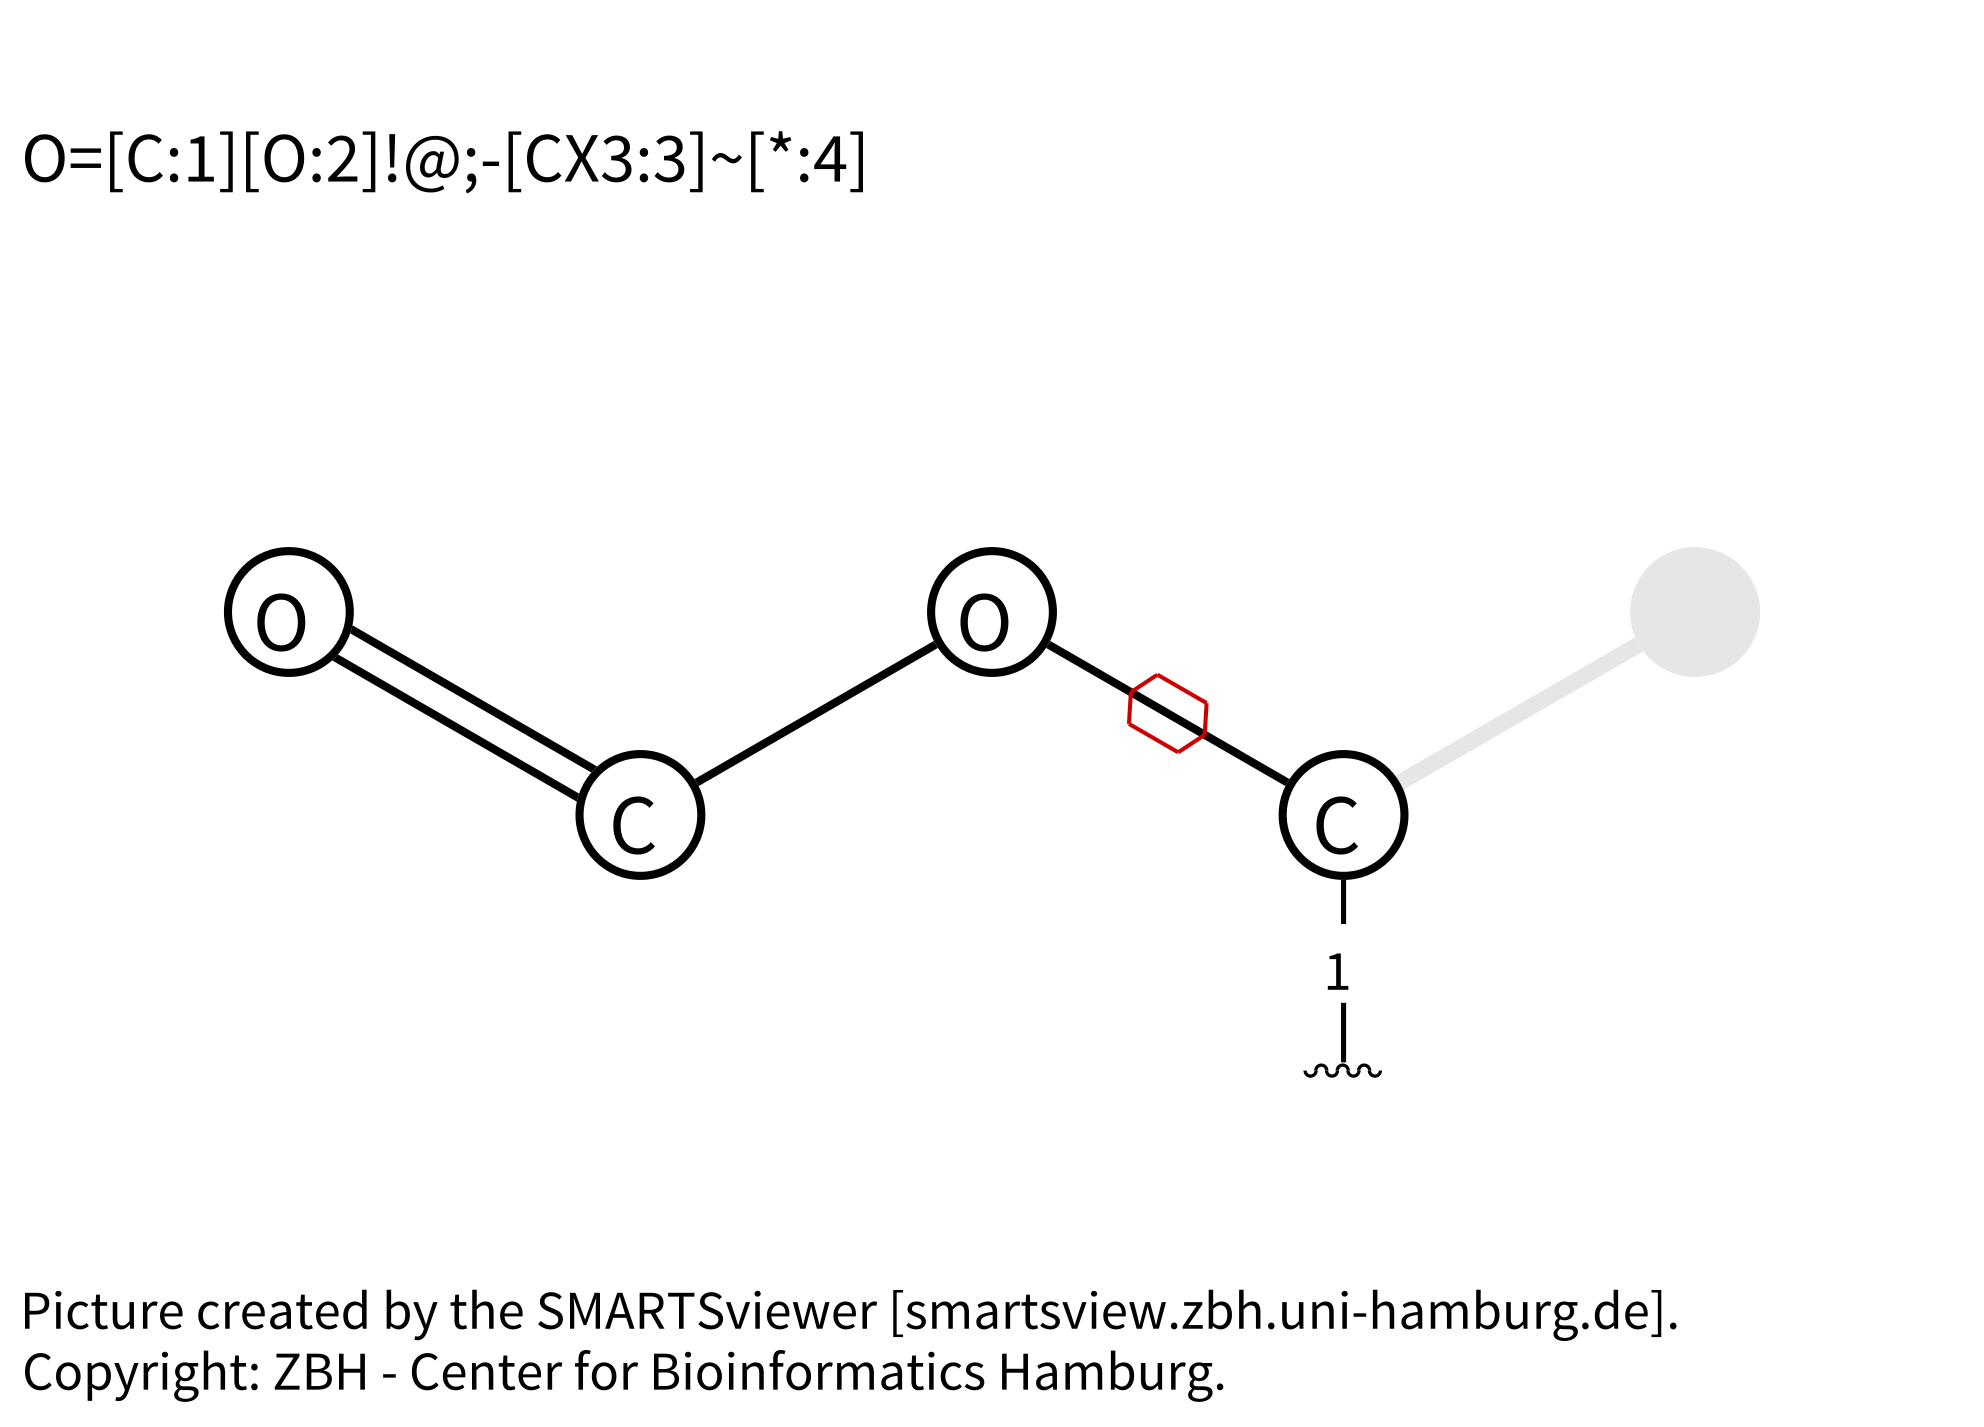 O=[C:1][O:2]!@;-[CX3:3]~[*:4]
O
O
C
C
1
Picture created by the SMARTSviewer [smartsview.zbh.uni-hamburg.de].
Copyright: ZBH - Center for Bioinformatics Hamburg.